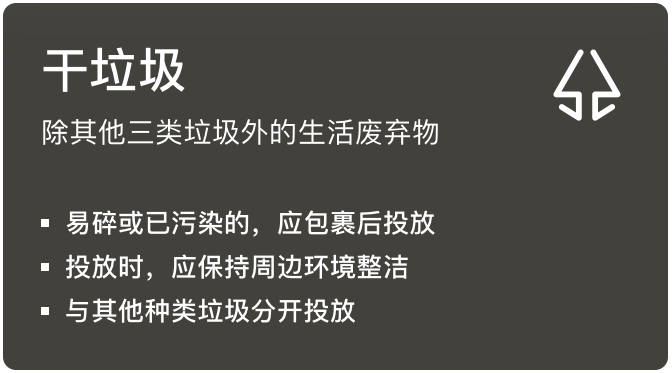 干垃圾
除其他三类垃圾外的生活废弃物
▪ 易碎或已污染的，应包裹后投放
▪ 投放时，应保持周边环境整洁
▪ 与其他种类垃圾分开投放